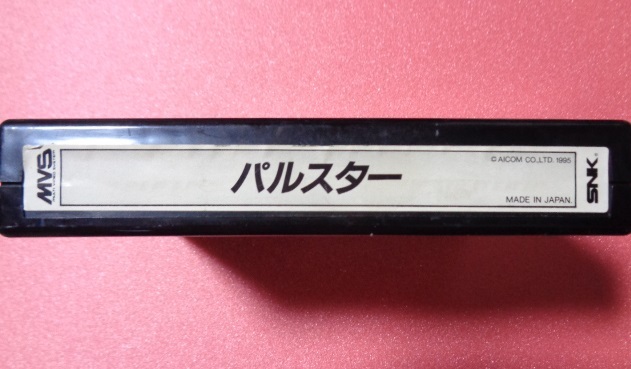 MVS
パルスター
© AICOM CO.,LTD. 1995
MADE IN JAPAN.
SNK